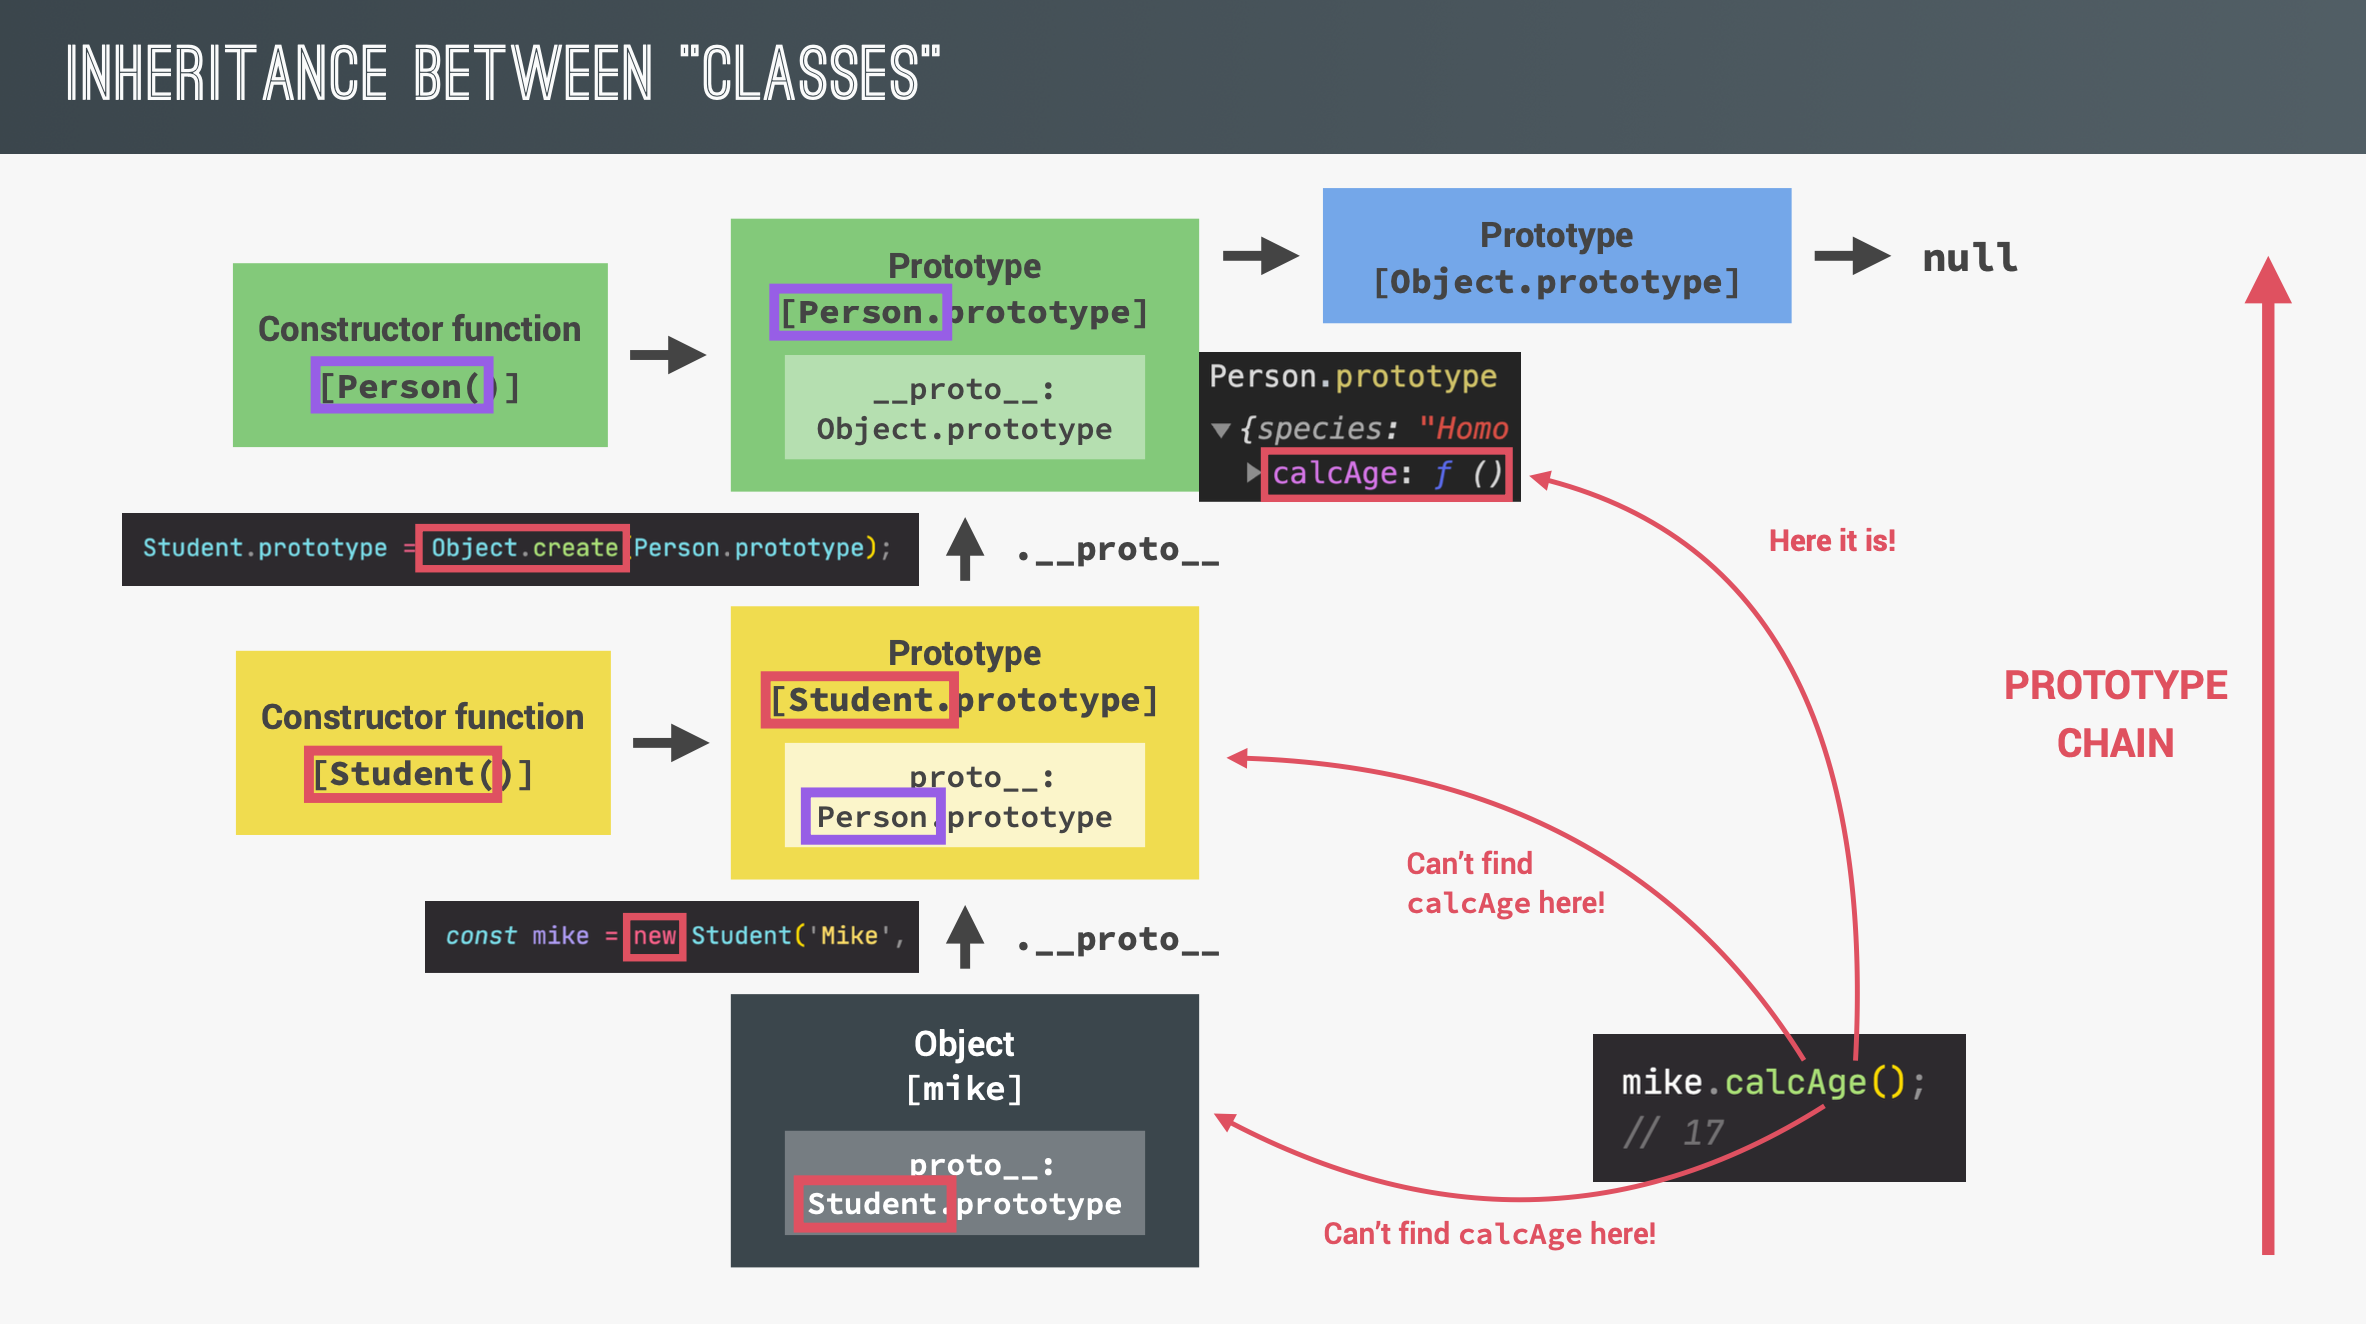 INHERITANCE BETWEEN "CLASSES"
Constructor function
[Person()]
Prototype
[Person.prototype]
__proto__:
Object.prototype
Prototype
[Object.prototype]
null
Person.prototype
{species: "Homo
calcAge: ƒ ()
Here it is!
Student.prototype = Object.create(Person.prototype);
.__proto__
Constructor function
[Student()]
Prototype
[Student.prototype]
proto__:
Person.prototype
PROTOTYPE
CHAIN
Can't find
calcAge here!
const mike = new Student('Mike',
.__proto__
Object
[mike]
proto__:
Student.prototype
mike.calcAge();
// 17
Can't find calcAge here!